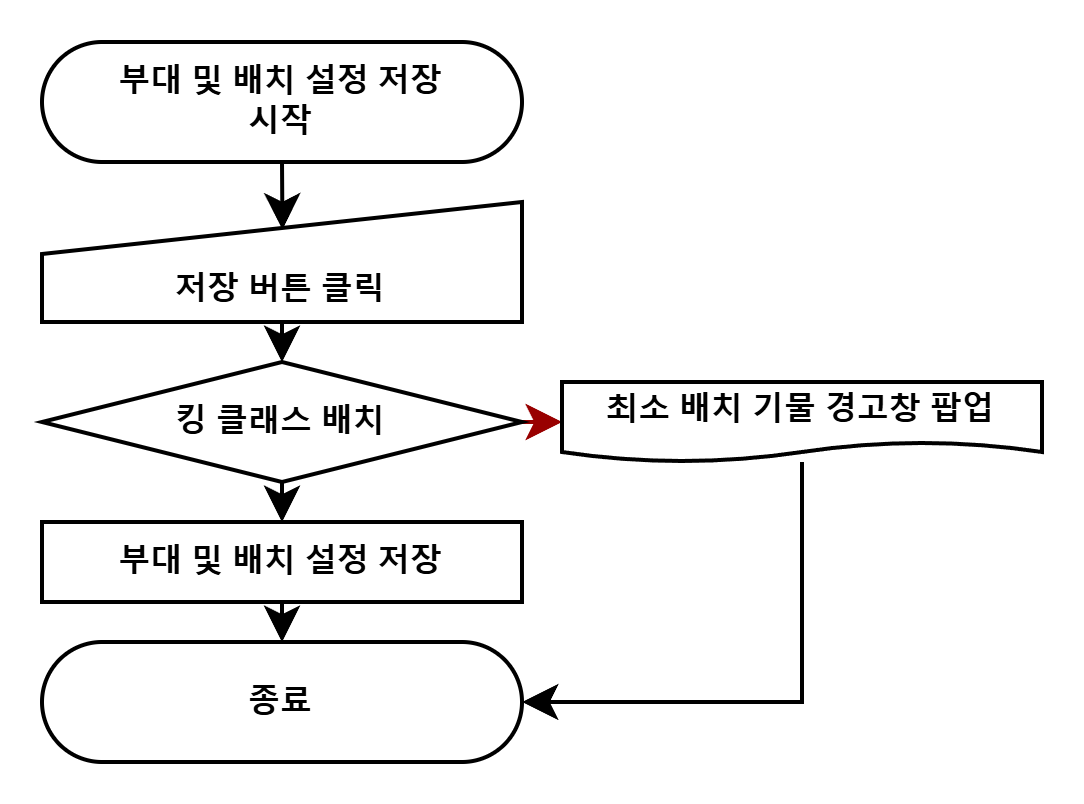 부대 및 배치 설정 저장
시작
저장 버튼 클릭
킹 클래스 배치
최소 배치 기물 경고창 팝업
부대 및 배치 설정 저장
종료